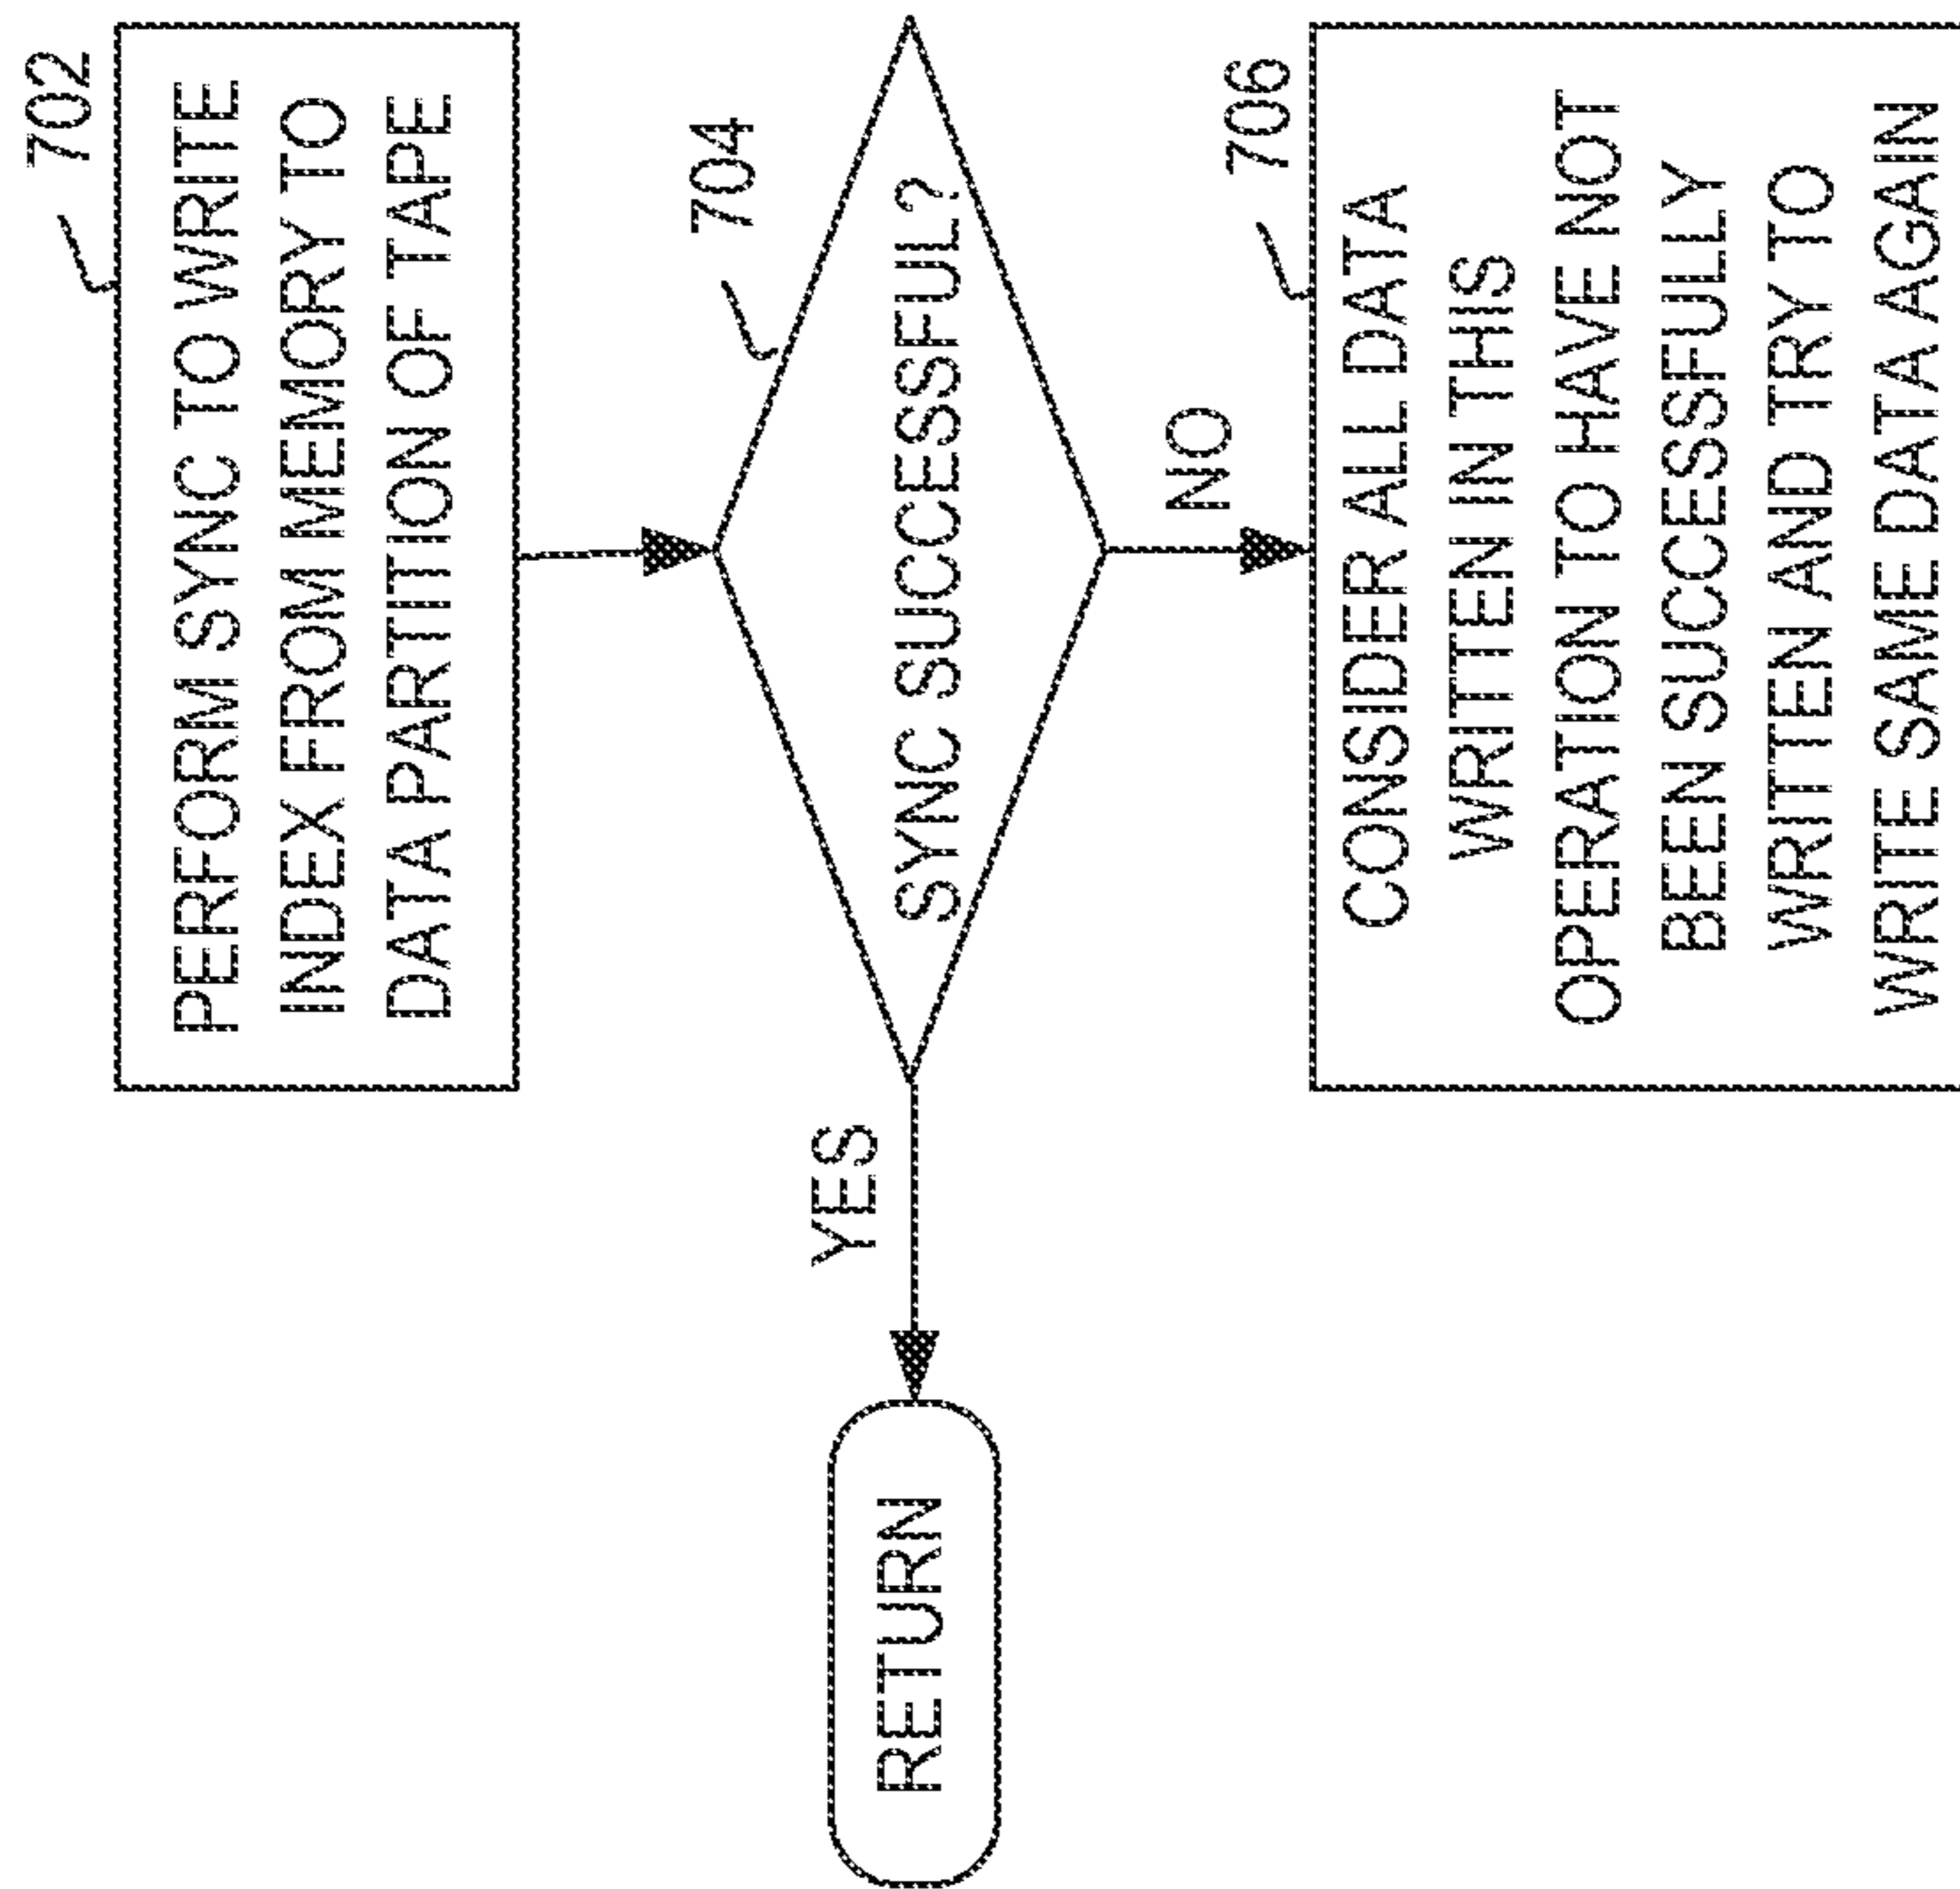 702
PERFORM SYNC TO WRITE
INDEX FROM MEMORY TO
DATA PARTITION OF TAPE
704
SYNC SUCCESSFUL?
YES
RETURN
NO
706
CONSIDER ALL DATA
WRITTEN IN THIS
OPERATION TO HAVE NOT
BEEN SUCCESSFULLY
WRITTEN AND TRY TO
WRITE SAME DATA AGAIN